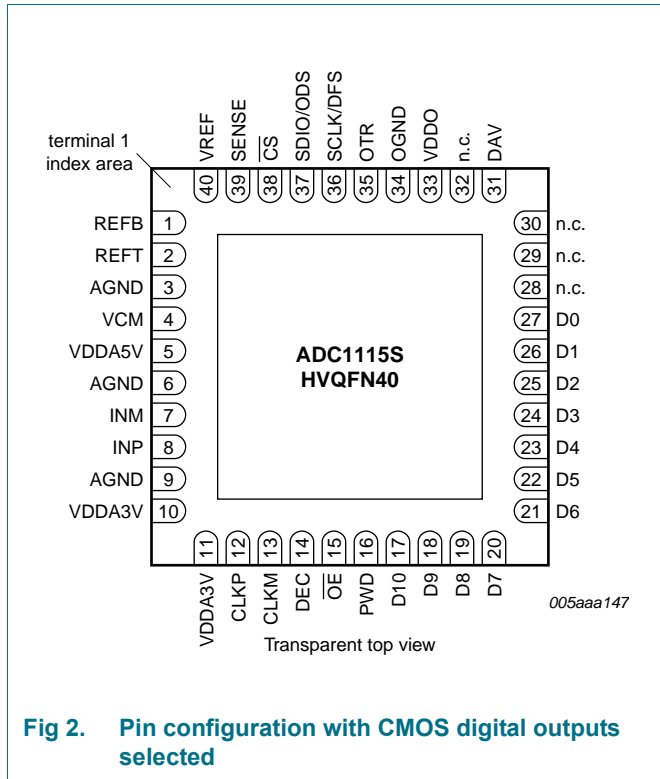 terminal 1
index area
40 VREF
39 SENSE
38 C̅S̅
37 SDIO/ODS
36 SCLK/DFS
35 OTR
34 OGND
33 VDDO
32 n.c.
31 DAV
REFB 1
REFT 2
AGND 3
VCM 4
VDDA5V 5
AGND 6
INM 7
INP 8
AGND 9
VDDA3V 10
ADC1115S
HVQFN40
30 n.c.
29 n.c.
28 n.c.
27 D0
26 D1
25 D2
24 D3
23 D4
22 D5
21 D6
VDDA3V 11
CLKP 12
CLKM 13
DEC 14
O̅E̅ 15
PWD 16
D10 17
D9 18
D8 19
D7 20
005aaa147
Transparent top view
Fig 2. Pin configuration with CMOS digital outputs
selected